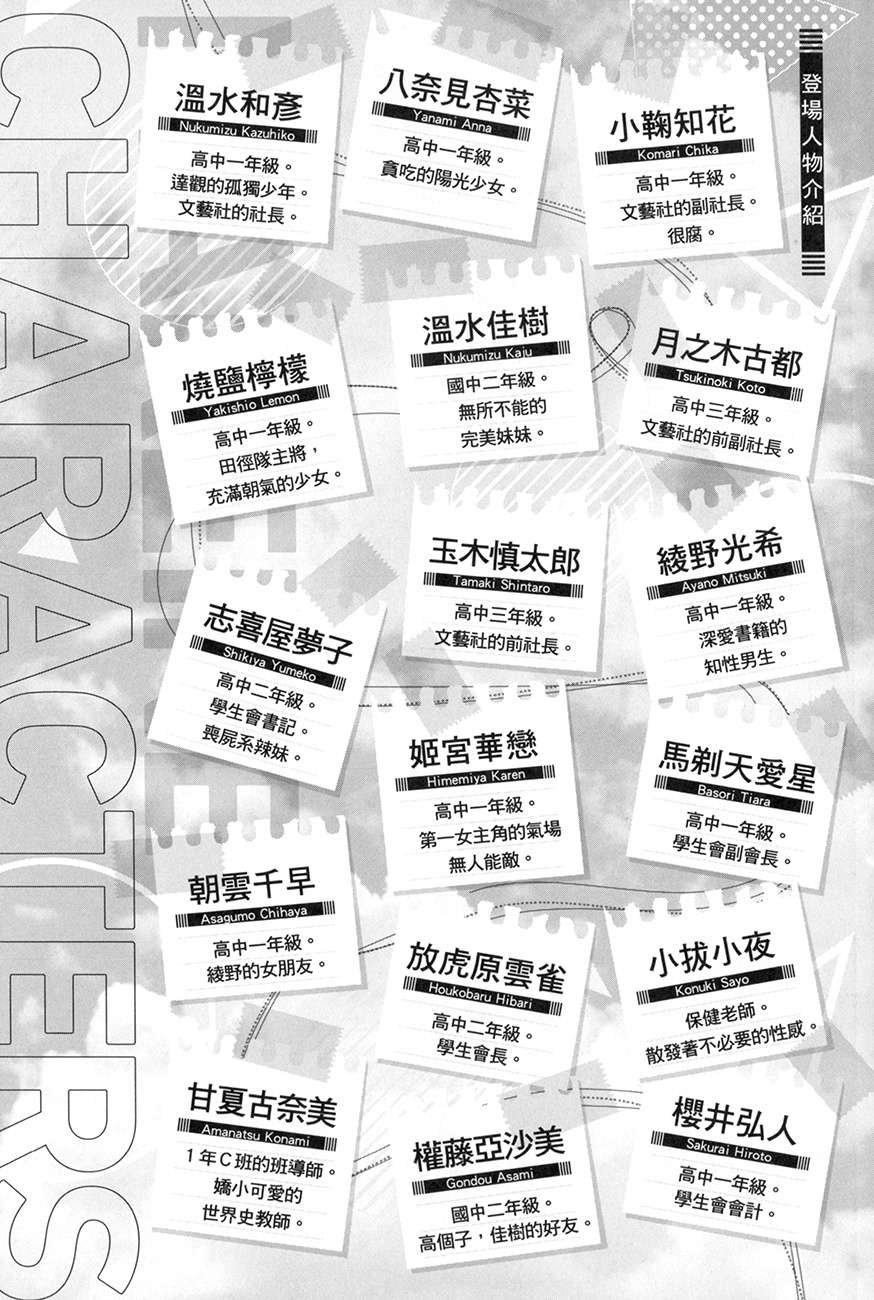 登場人物介紹
CHARACTERS
溫水和彥
Nukumizu Kazuhiko
高中一年級。
達觀的孤獨少年。
文藝社的社長。
八奈見杏菜
Yanami Anna
高中一年級。
貪吃的陽光少女。
小鞠知花
Komari Chika
高中一年級。
文藝社的副社長。
很腐。
燒鹽檸檬
Yakishio Lemon
高中一年級。
田徑隊主將，
充滿朝氣的少女。
溫水佳樹
Nukumizu Kaju
國中二年級。
無所不能的
完美妹妹。
月之木古都
Tsukinoki Koto
高中三年級。
文藝社的前副社長。
志喜屋夢子
Shikiya Yumeko
高中二年級。
學生會書記。
喪屍系辣妹。
玉木慎太郎
Tamaki Shintaro
高中三年級。
文藝社的前社長。
綾野光希
Ayano Mitsuki
高中一年級。
深愛書籍的
知性男生。
姬宮華戀
Himemiya Karen
高中一年級。
第一女主角的氣場
無人能敵。
馬剃天愛星
Basori Tiara
高中一年級。
學生會副會長。
朝雲千早
Asagumo Chihaya
高中一年級。
綾野的女朋友。
放虎原雲雀
Houkobaru Hibari
高中二年級。
學生會長。
小拔小夜
Konuki Sayo
保健老師。
散發著不必要的性感。
甘夏古奈美
Amanatsu Konami
1年C班的班導師。
嬌小可愛的
世界史教師。
權藤亞沙美
Gondou Asami
國中二年級。
高個子，佳樹的好友。
櫻井弘人
Sakurai Hiroto
高中一年級。
學生會會計。